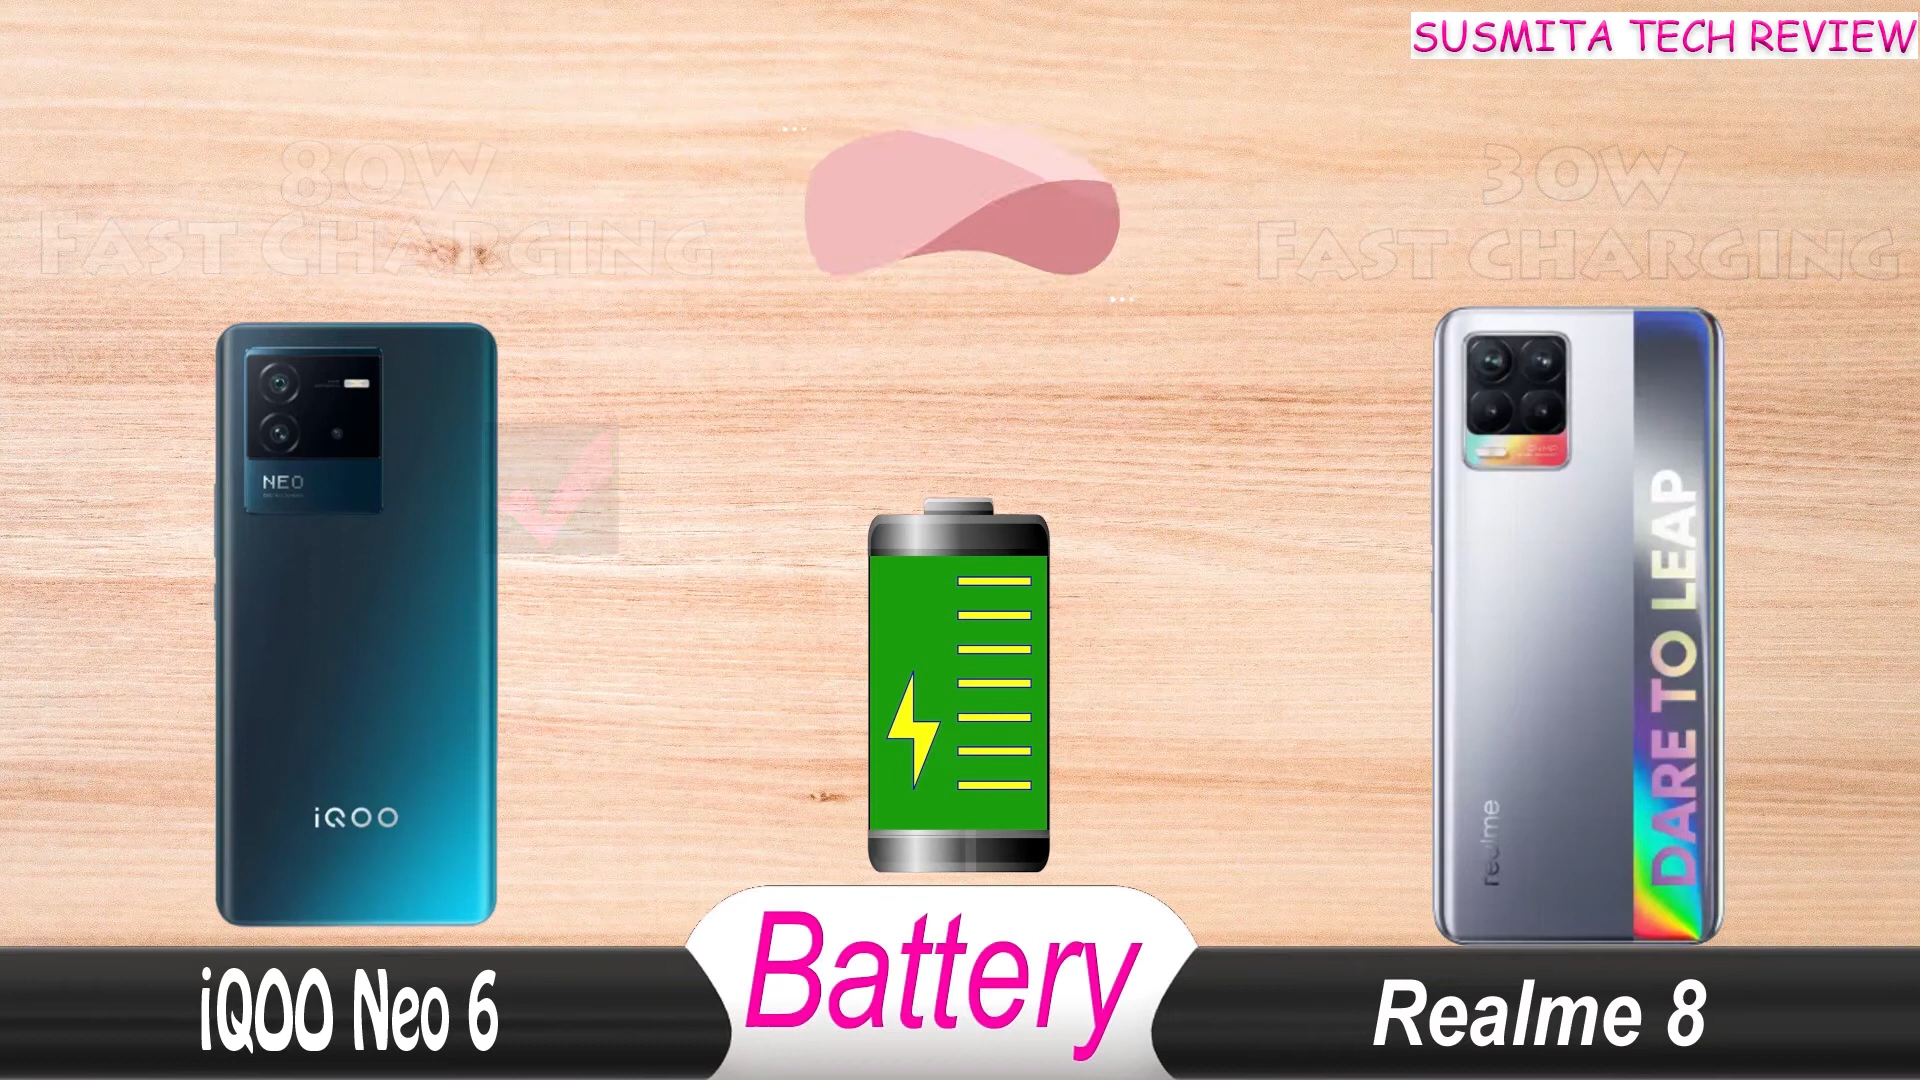 SUSMITA TECH REVIEW
80W
FAST CHARGING
30W
FAST CHARGING
NEO
iQOO
realme
DARE TO LEAP
iQOO Neo 6
Battery
Realme 8